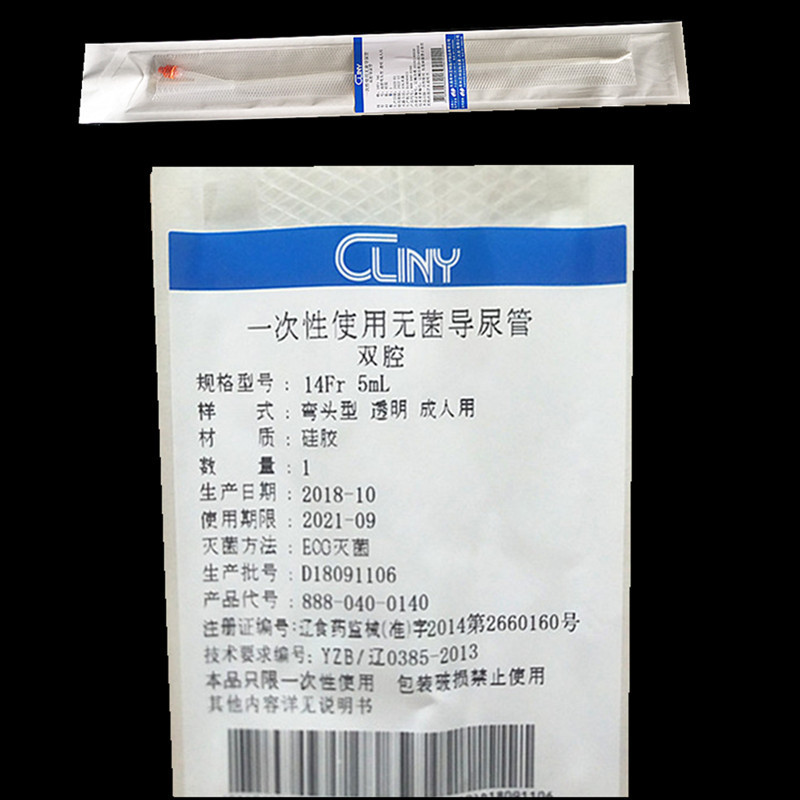 CLINY
CLINY
一次性使用无菌导尿管
双腔
规格型号：14Fr 5mL
样 式：弯头型 透明 成人用
材 质：硅胶
数 量：1
生产日期：2018-10
使用期限：2021-09
灭菌方法：EOG灭菌
生产批号：D18091106
产品代号：888-040-0140
注册证编号:辽食药监械(准)字2014第2660160号
技术要求编号: YZB/辽0385-2013
本品只限一次性使用 包装破损禁止使用
其他内容详无说明书